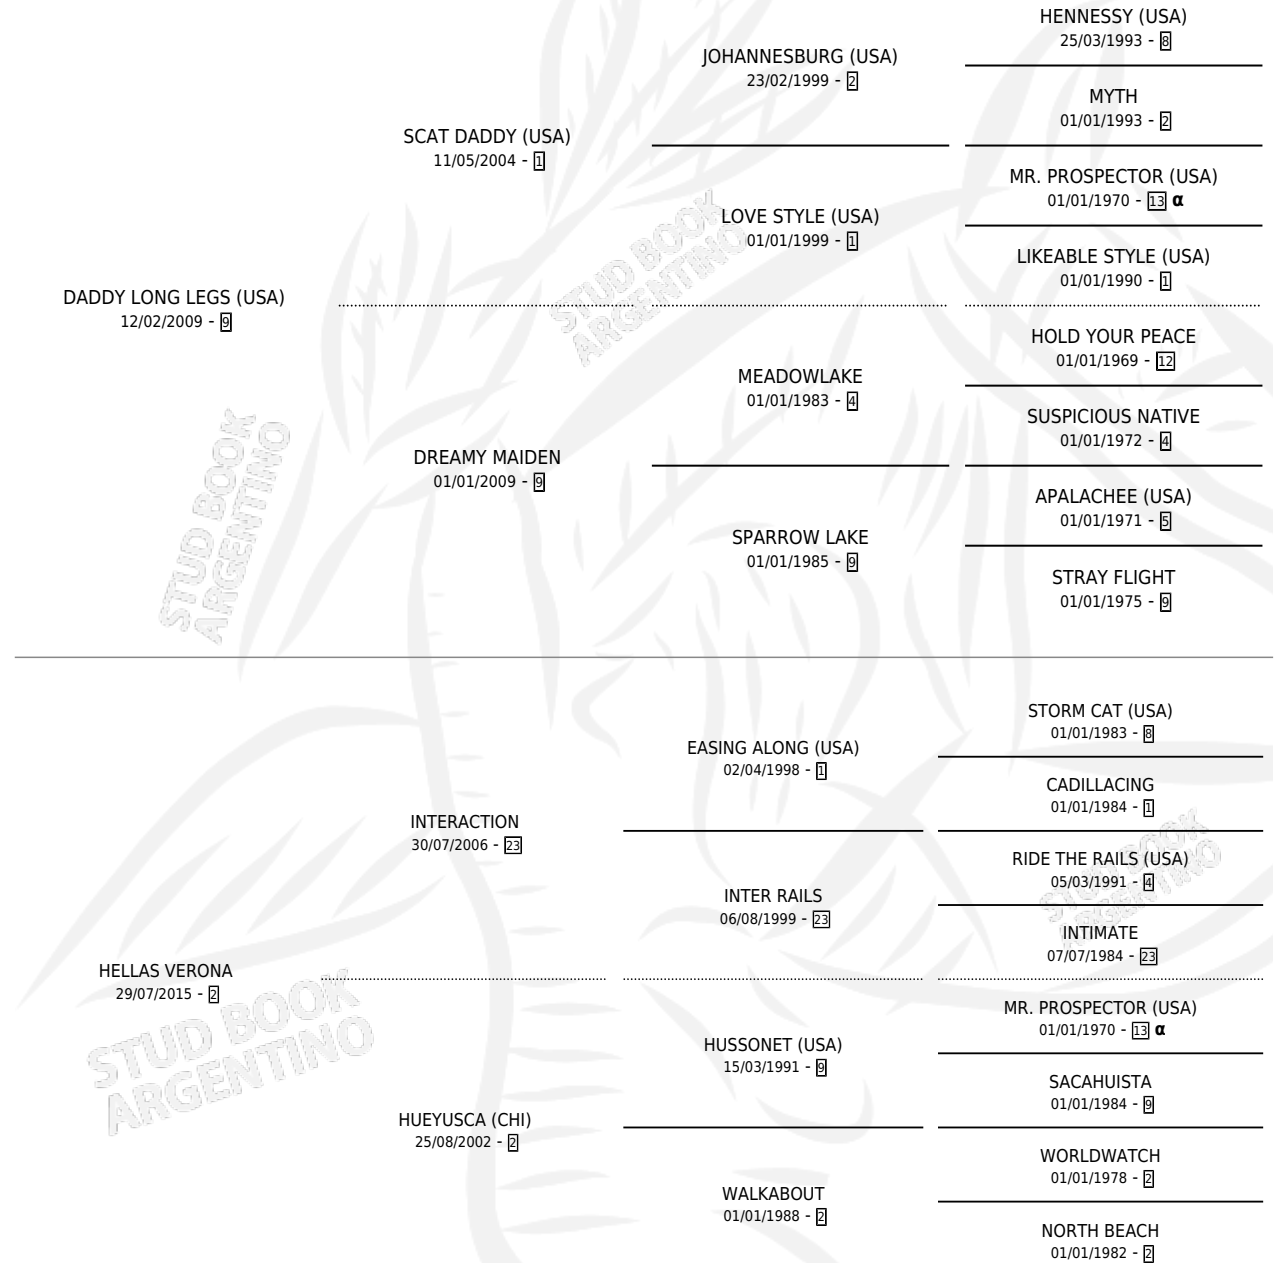 HENNESSY (USA)
25/03/1993 - 8
JOHANNESBURG (USA)
23/02/1999 - 2
MYTH
01/01/1993 - 2
SCAT DADDY (USA)
11/05/2004 - 1
MR. PROSPECTOR (USA)
01/01/1970 - 13 α
LOVE STYLE (USA)
01/01/1999 - 1
LIKEABLE STYLE (USA)
01/01/1990 - 1
DADDY LONG LEGS (USA)
12/02/2009 - 9
HOLD YOUR PEACE
01/01/1969 - 12
MEADOWLAKE
01/01/1983 - 4
SUSPICIOUS NATIVE
01/01/1972 - 4
DREAMY MAIDEN
01/01/2009 - 9
APALACHEE (USA)
01/01/1971 - 5
SPARROW LAKE
01/01/1985 - 9
STRAY FLIGHT
01/01/1975 - 9
STORM CAT (USA)
01/01/1983 - 8
EASING ALONG (USA)
02/04/1998 - 1
CADILLACING
01/01/1984 - 1
INTERACTION
30/07/2006 - 23
RIDE THE RAILS (USA)
05/03/1991 - 4
INTER RAILS
06/08/1999 - 23
INTIMATE
07/07/1984 - 23
HELLAS VERONA
29/07/2015 - 2
MR. PROSPECTOR (USA)
01/01/1970 - 13 α
HUSSONET (USA)
15/03/1991 - 9
SACAHUISTA
01/01/1984 - 9
HUEYUSCA (CHI)
25/08/2002 - 2
WORLDWATCH
01/01/1978 - 2
WALKABOUT
01/01/1988 - 2
NORTH BEACH
01/01/1982 - 2
STUD BOOK
ARGENTINO
STUD BOOK
ARGENTINO
STUD BOOK
ARGENTINO
STUD BOOK
ARGENTINO